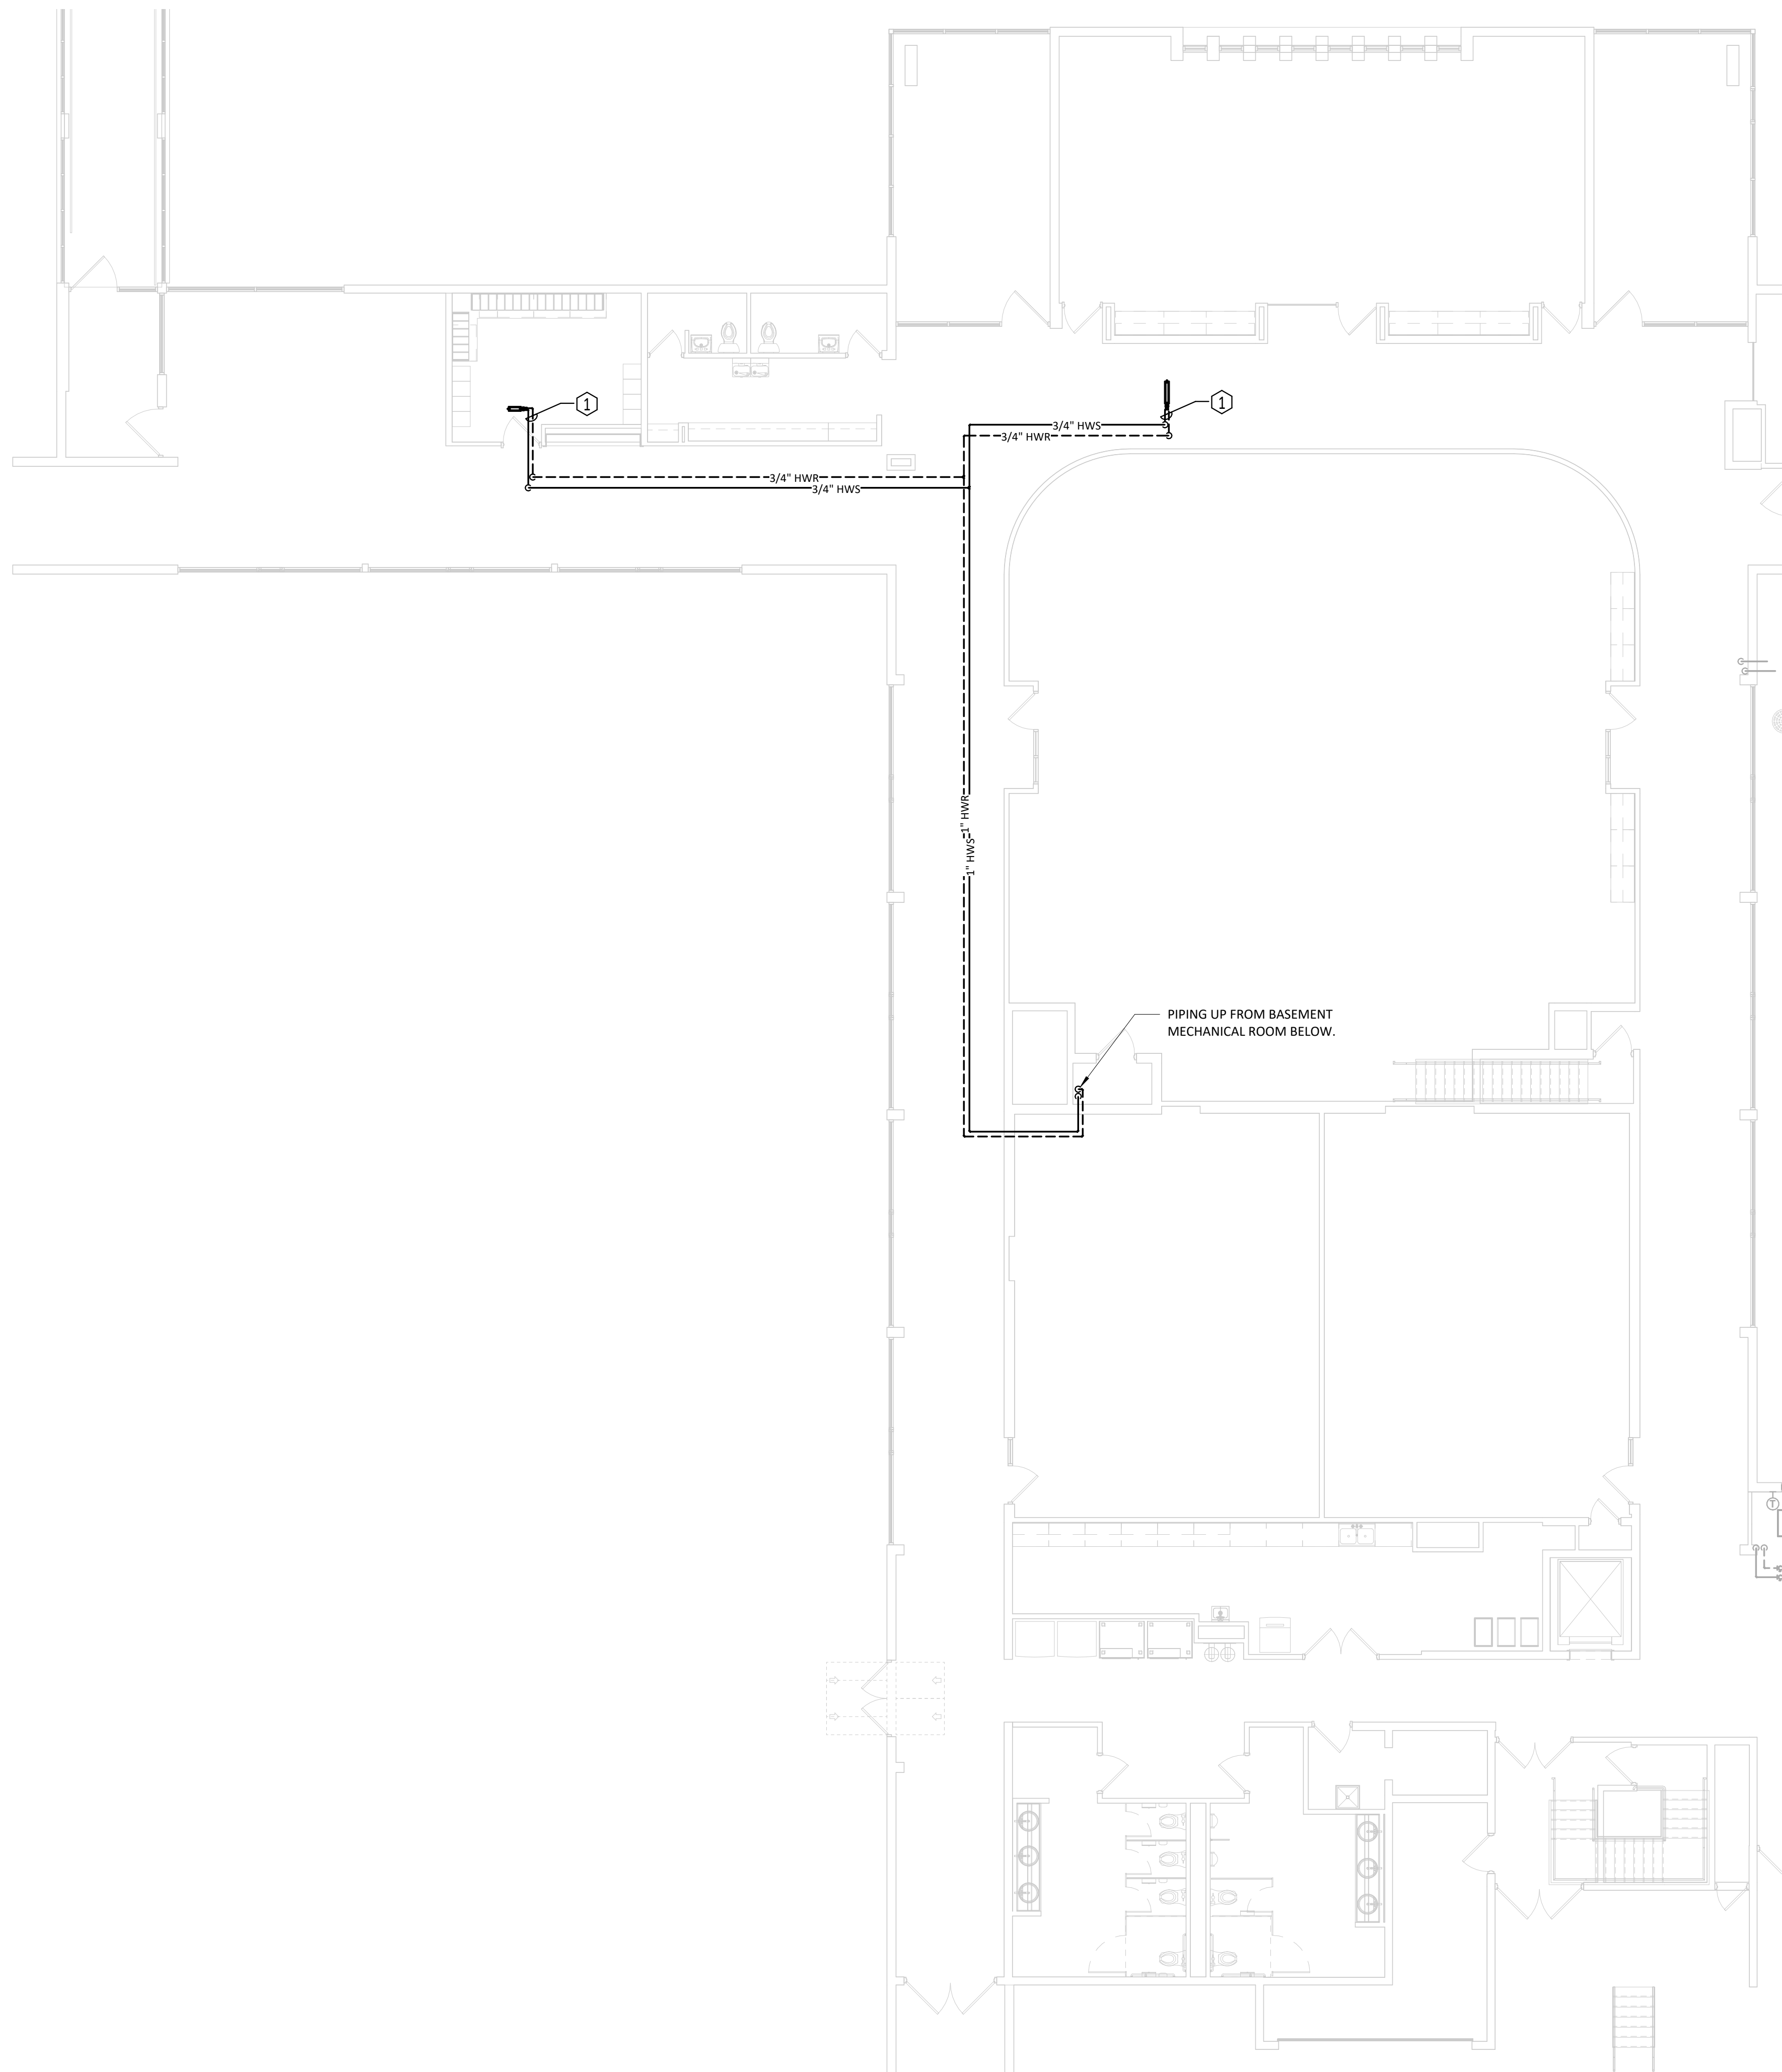 1
1
3/4" HWS
3/4" HWR
3/4" HWR
3/4" HWS
1" HWR
1" HWS
PIPING UP FROM BASEMENT
MECHANICAL ROOM BELOW.
T